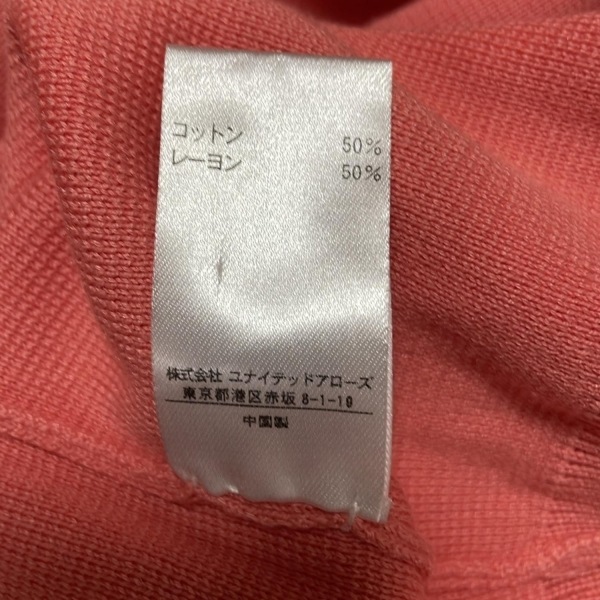 コットン 50%
レーヨン 50%
株式会社 ユナイテッドアローズ
東京都港区赤坂 8-1-19
中国製